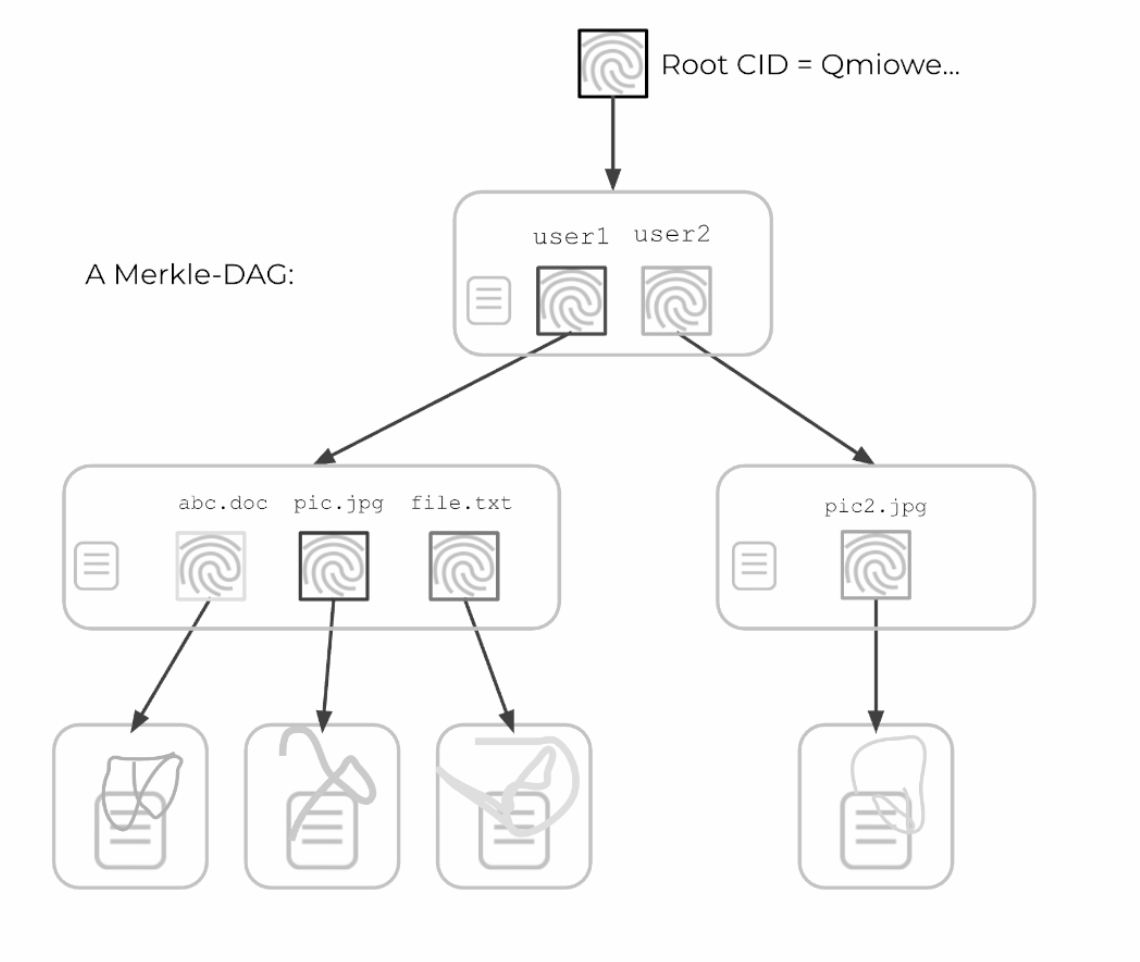 Root CID = Qmiowe...
user1 user2
A Merkle-DAG:
abc.doc pic.jpg file.txt
pic2.jpg